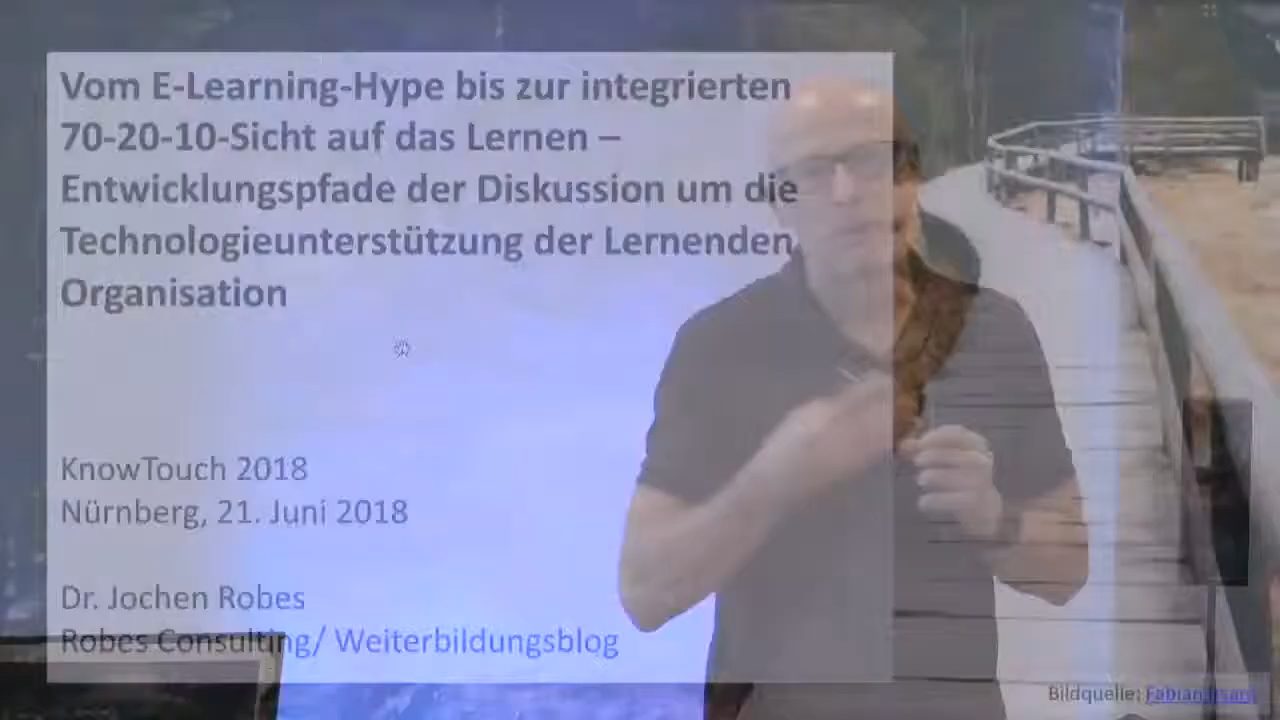 Vom E-Learning-Hype bis zur integrierten
70-20-10-Sicht auf das Lernen –
Entwicklungspfade der Diskussion um die
Technologieunterstützung der Lernenden
Organisation
KnowTouch 2018
Nürnberg, 21. Juni 2018
Dr. Jochen Robes
Robes Consulting/ Weiterbildungsblog
Bildquelle: